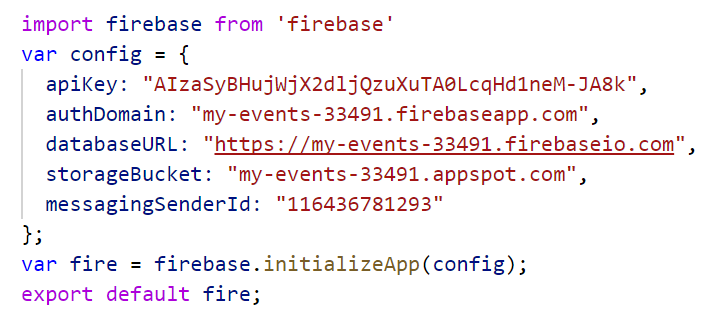 import firebase from 'firebase'
var config = {
apiKey: "AIzaSyBHujWjX2dljQzuXuTA0LcqHd1neM-JA8k",
authDomain: "my-events-33491.firebaseapp.com",
databaseURL: "https://my-events-33491.firebaseio.com",
storageBucket: "my-events-33491.appspot.com",
messagingSenderId: "116436781293"
};
var fire = firebase.initializeApp(config);
export default fire;